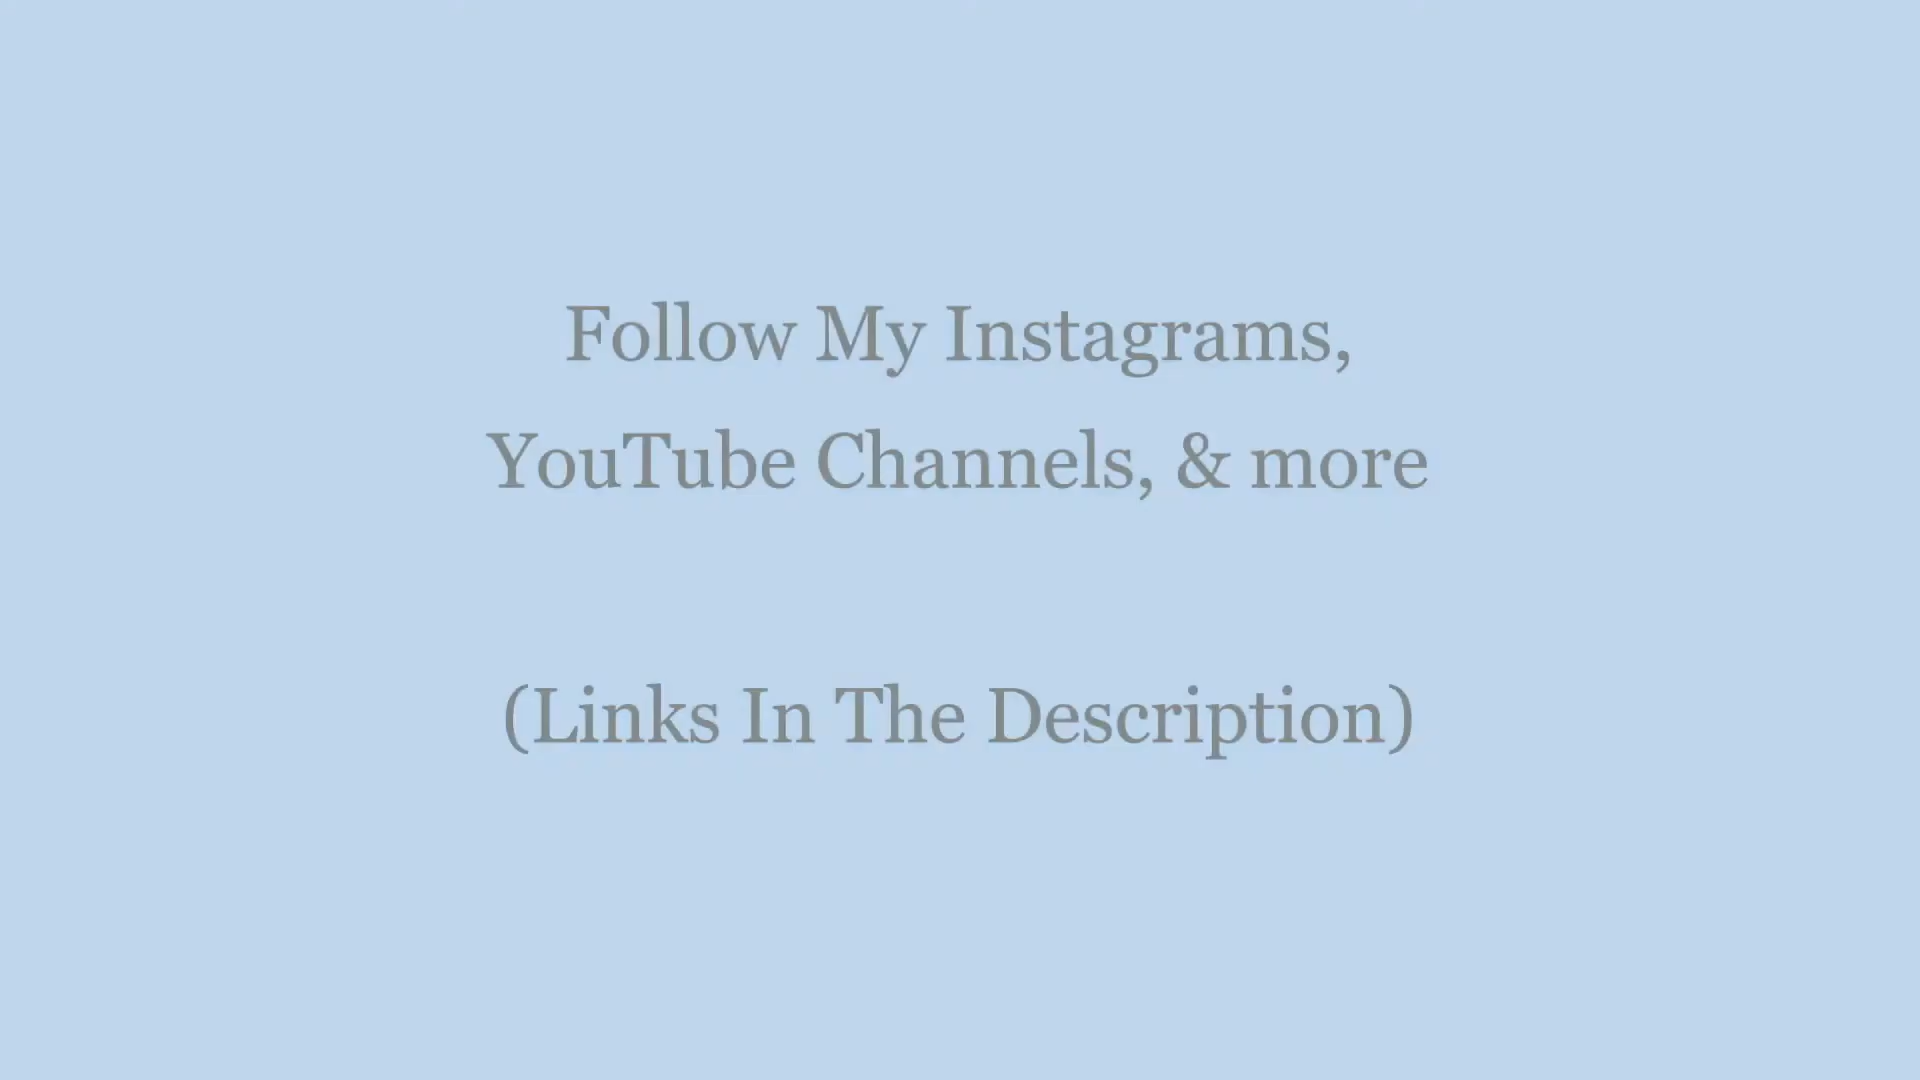 Follow My Instagrams,
YouTube Channels, & more
(Links In The Description)